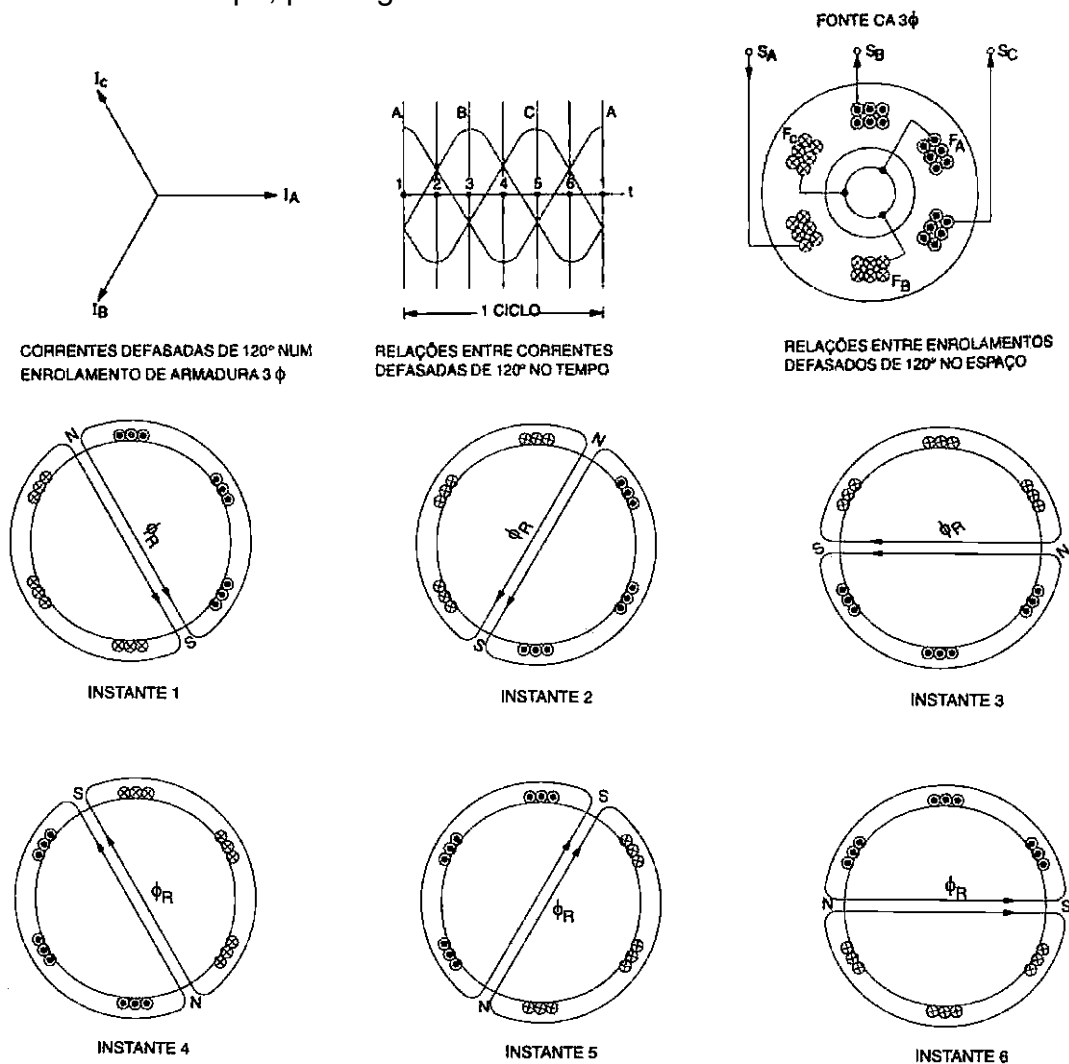 FONTE CA 3ϕ
S_A S_B S_C
I_C
I_A
I_B
A B C A
1 2 3 4 5 6 1 t
1 CICLO
F_C F_A
F_B
CORRENTES DEFASADAS DE 120° NUM
ENROLAMENTO DE ARMADURA 3 ϕ
RELAÇÕES ENTRE CORRENTES
DEFASADAS DE 120° NO TEMPO
RELAÇÕES ENTRE ENROLAMENTOS
DEFASADOS DE 120° NO ESPAÇO
N ϕ_R S
INSTANTE 1
N ϕ_R S
INSTANTE 2
S ϕ_R N
INSTANTE 3
S ϕ_R N
INSTANTE 4
S ϕ_R N
INSTANTE 5
N ϕ_R S
INSTANTE 6